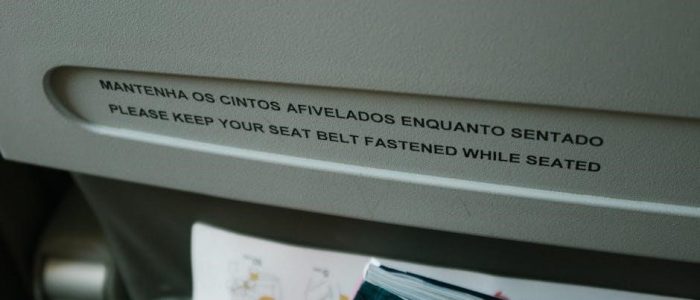 MANTENHA OS CINTOS AFIVELADOS ENQUANTO SENTADO
PLEASE KEEP YOUR SEAT BELT FASTENED WHILE SEATED